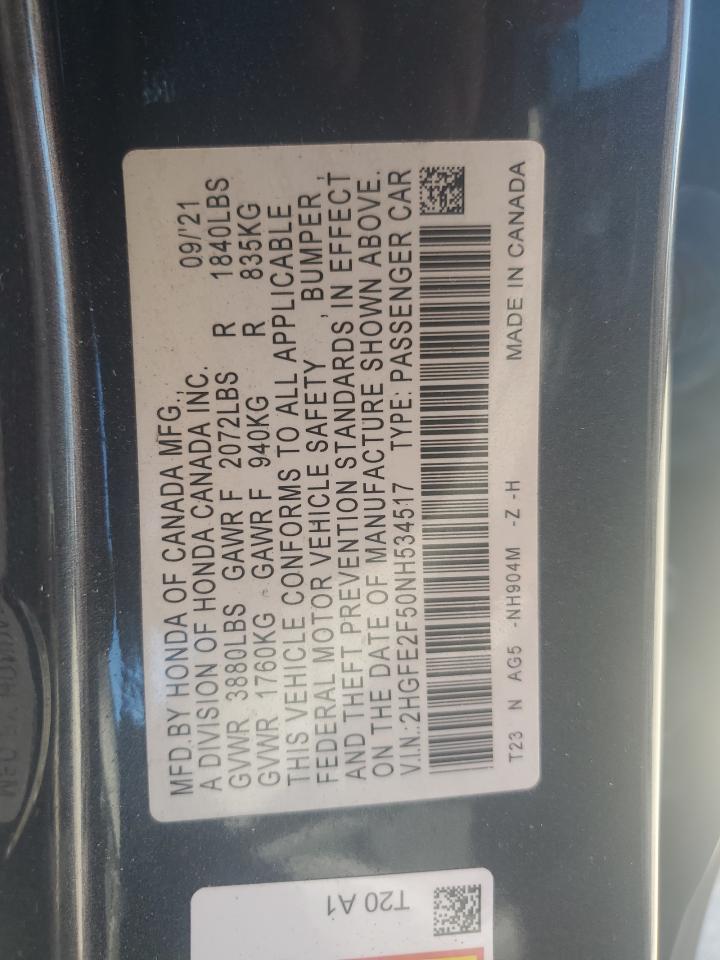 MFD.BY HONDA OF CANADA MFG., 09/'21
A DIVISION OF HONDA CANADA INC.
GVWR 3880LBS GAWR F 2072LBS R 1840LBS
GVWR 1760KG GAWR F 940KG R 835KG
THIS VEHICLE CONFORMS TO ALL APPLICABLE
FEDERAL MOTOR VEHICLE SAFETY , BUMPER ,
AND THEFT PREVENTION STANDARDS IN EFFECT
ON THE DATE OF MANUFACTURE SHOWN ABOVE.
V.I.N.:2HGFE2F50NH534517 TYPE: PASSENGER CAR
T23 N AG5 -NH904M -Z -H MADE IN CANADA
T20 A1